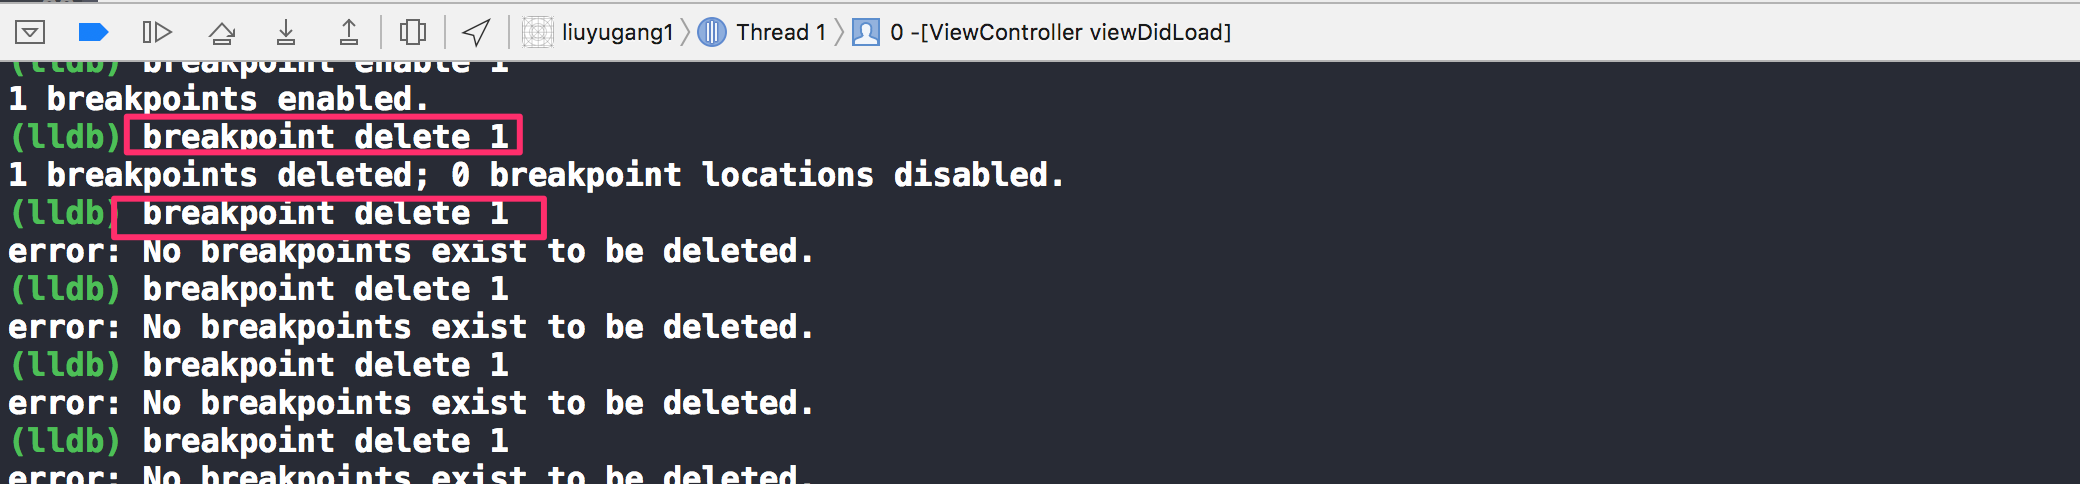 liuyugang1 Thread 1 0 -[ViewController viewDidLoad]
(lldb) breakpoint enable 1
1 breakpoints enabled.
(lldb) breakpoint delete 1
1 breakpoints deleted; 0 breakpoint locations disabled.
(lldb) breakpoint delete 1
error: No breakpoints exist to be deleted.
(lldb) breakpoint delete 1
error: No breakpoints exist to be deleted.
(lldb) breakpoint delete 1
error: No breakpoints exist to be deleted.
(lldb) breakpoint delete 1
error: No breakpoints exist to be deleted.